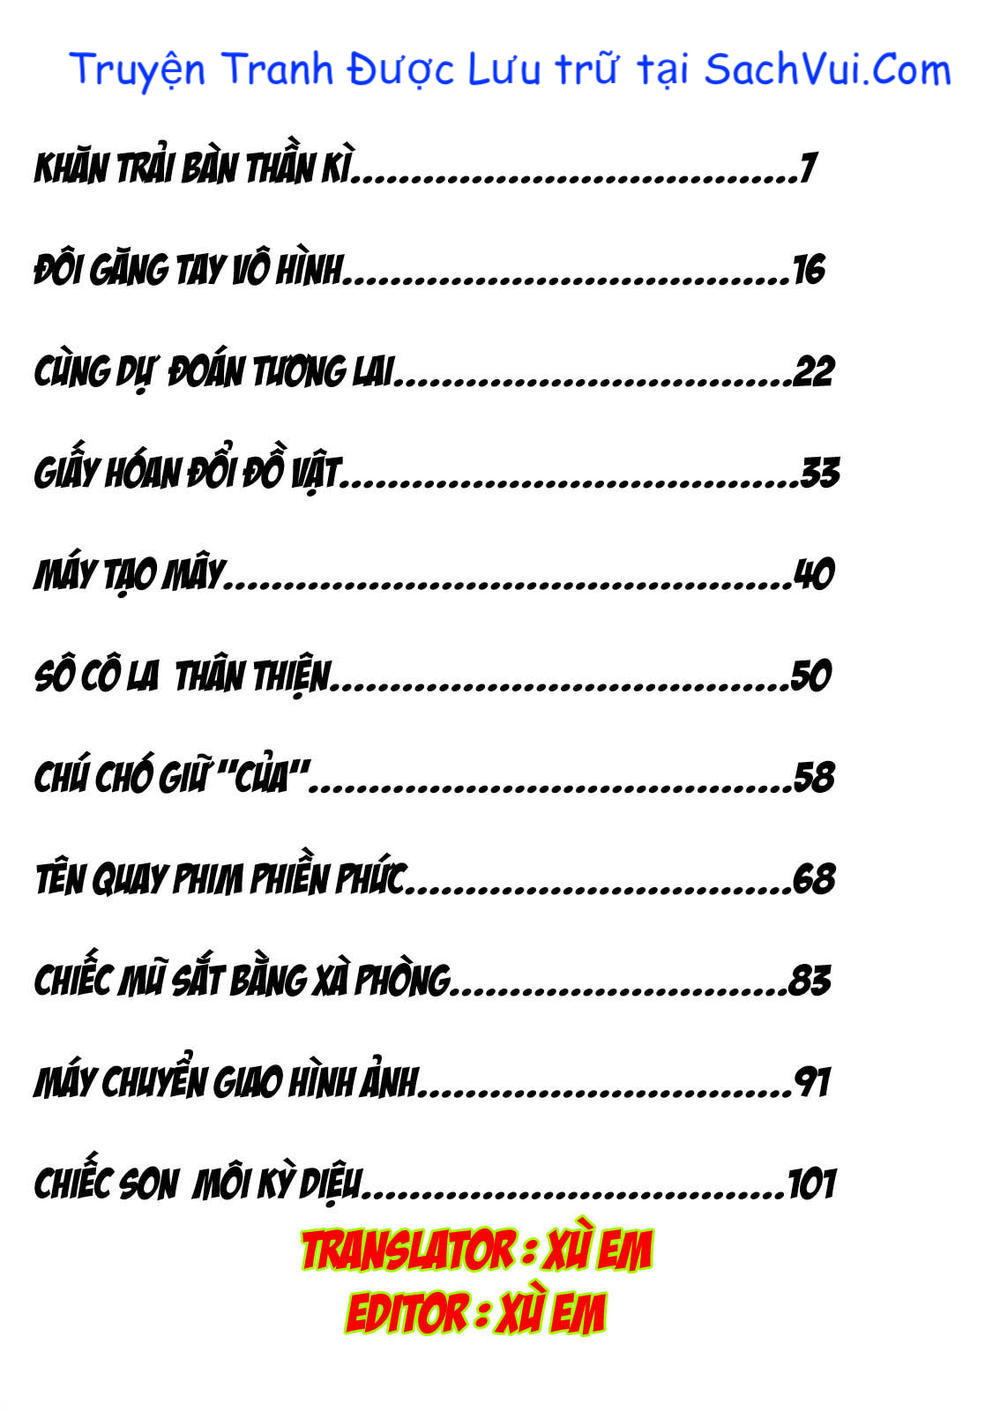 Truyện Tranh Được Lưu trữ tại SachVui.Com
KHĂN TRẢI BÀN THẦN KÌ.....................................7
ĐÔI GĂNG TAY VÔ HÌNH.....................................16
CÙNG DỰ ĐOÁN TƯƠNG LAI.................................22
GIẤY HÓAN ĐỔI ĐỒ VẬT......................................33
MÁY TẠO MÂY...............................................40
SÔ CÔ LA THÂN THIỆN......................................50
CHÚ CHÓ GIỮ "CỦA"........................................58
TÊN QUAY PHIM PHIỀN PHỨC................................68
CHIẾC MŨ SẮT BẰNG XÀ PHÒNG............................83
MÁY CHUYỂN GIAO HÌNH ẢNH...............................91
CHIẾC SON MÔI KỲ DIỆU...................................101
TRANSLATOR : XÙ EM
EDITOR : XÙ EM